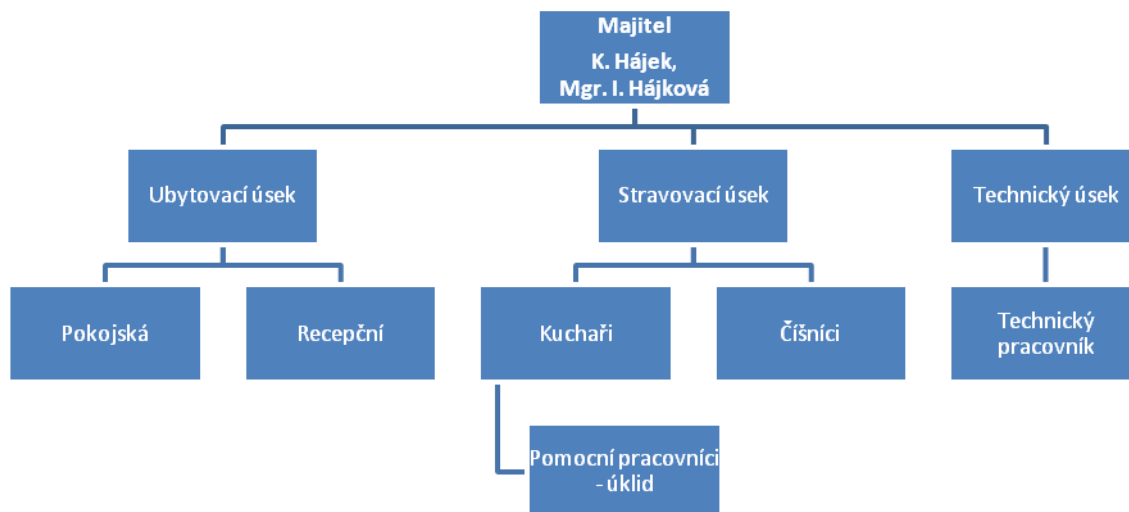 Majitel
K. Hájek,
Mgr. I. Hájková
Ubytovací úsek
Stravovací úsek
Technický úsek
Pokojská
Recepční
Kuchaři
Číšníci
Technický
pracovník
Pomocní pracovníci
- úklid